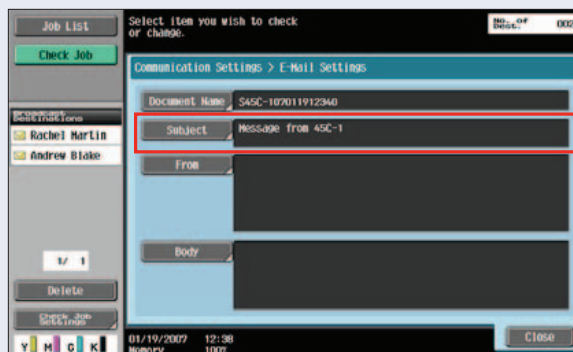 Job List
Select item you wish to check
or change.
No. of
Dest.
002
Check Job
Communication Settings > E-Mail Settings
Document Name
S45C-107011912340
Broadcast
Destinations
Subject
Message from 45C-1
Rachel Martin
Andrew Blake
From
Body
1/ 1
Delete
Check Job
Settings
Close
01/19/2007 12:38
Memory 100%
Y M C K